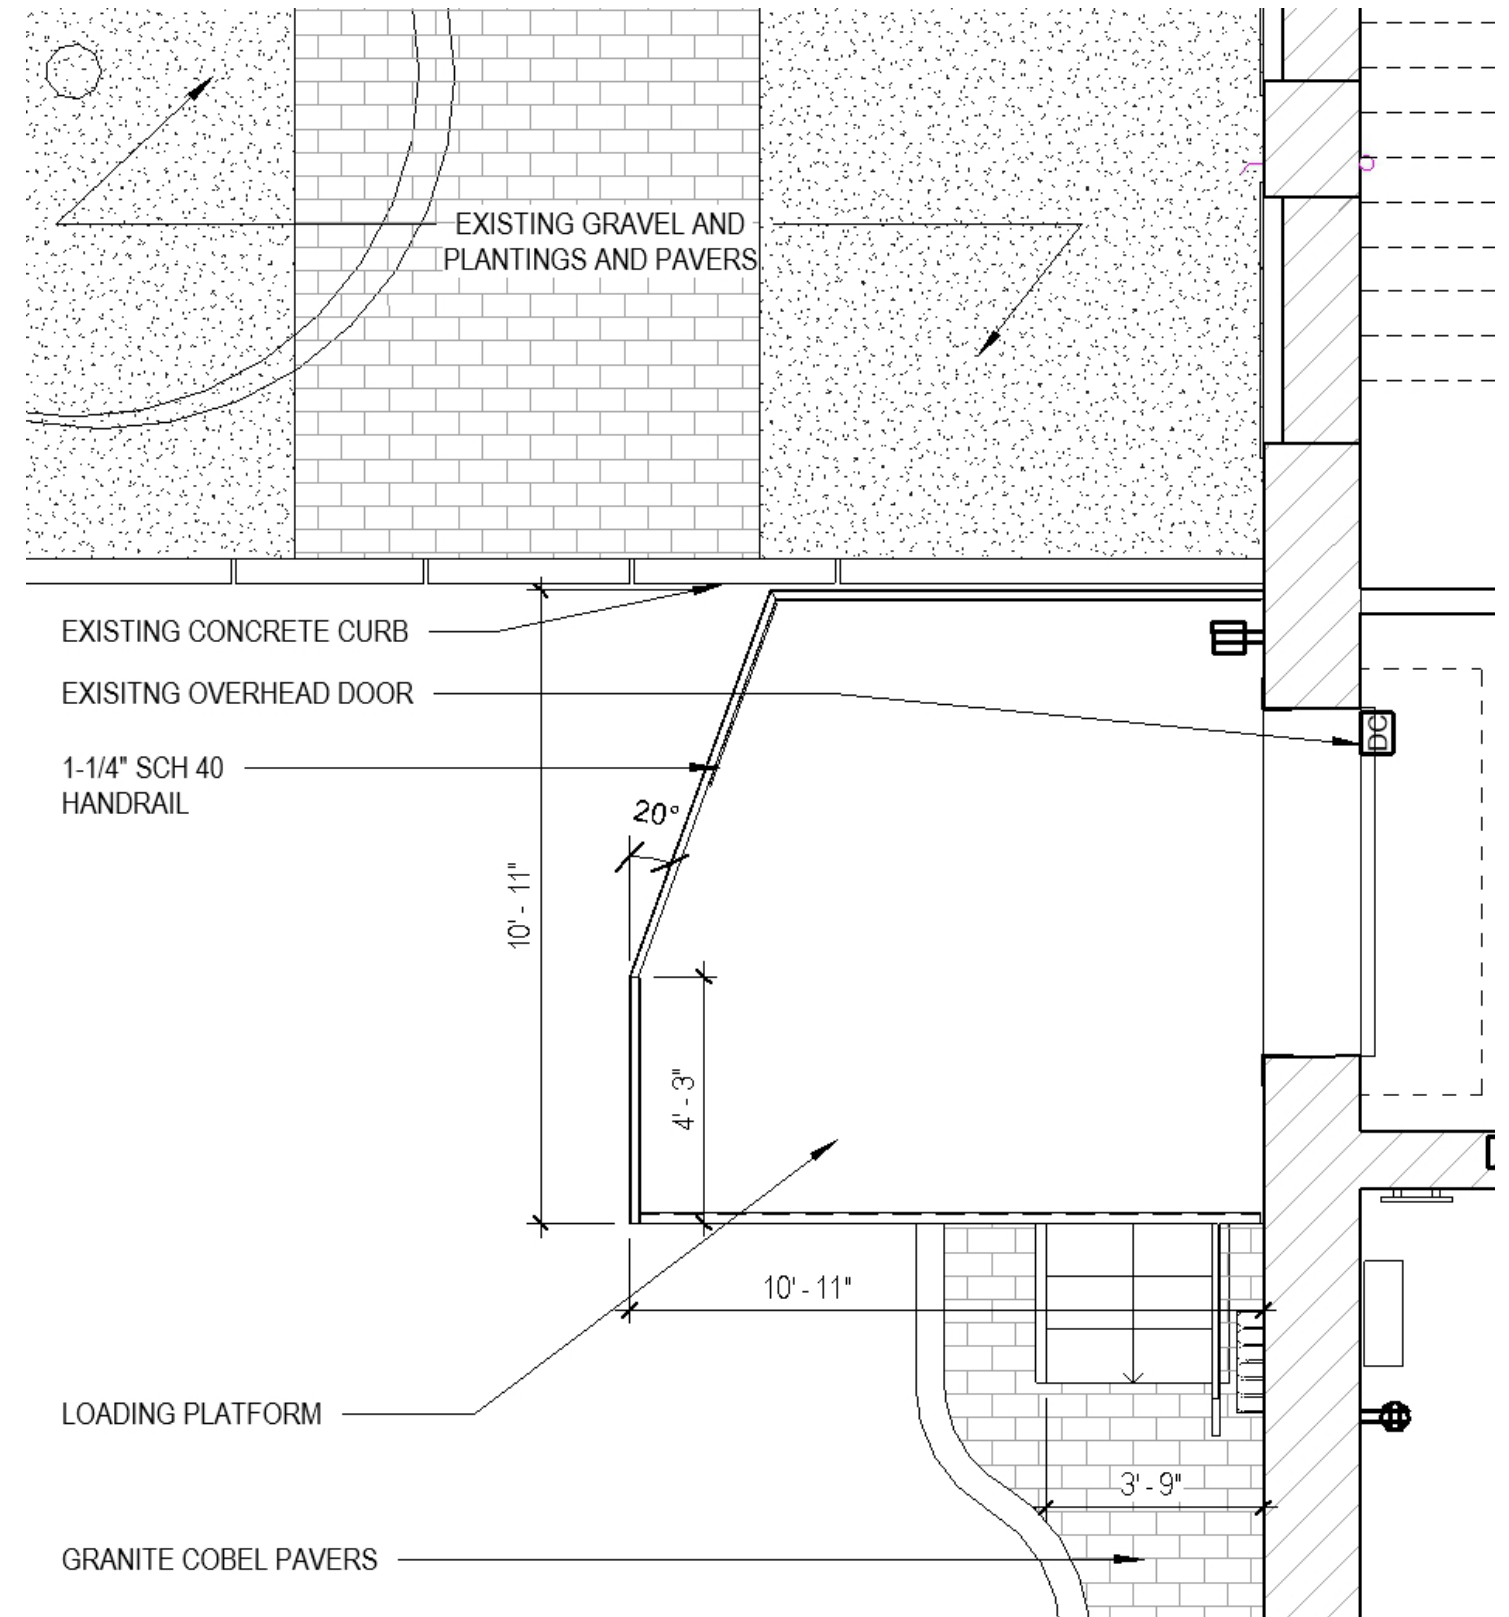 EXISTING GRAVEL AND
PLANTINGS AND PAVERS
EXISTING CONCRETE CURB
EXISITNG OVERHEAD DOOR
DC
1-1/4" SCH 40
HANDRAIL
20°
10' - 11"
4' - 3"
10' - 11"
LOADING PLATFORM
3' - 9"
GRANITE COBEL PAVERS